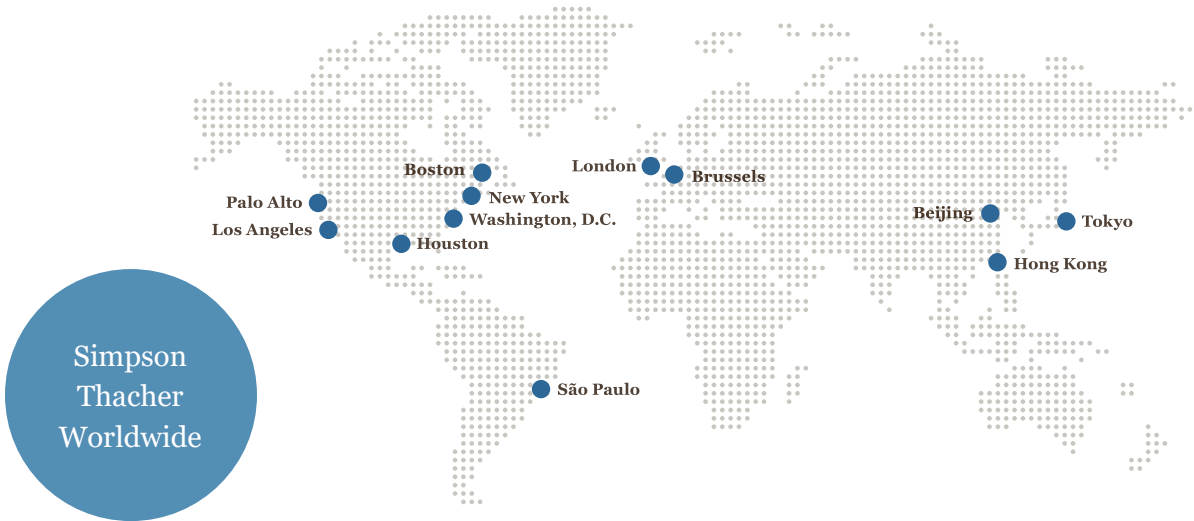 Boston
London
Brussels
Palo Alto
New York
Washington, D.C.
Los Angeles
Houston
Beijing
Tokyo
Hong Kong
São Paulo
Simpson
Thacher
Worldwide